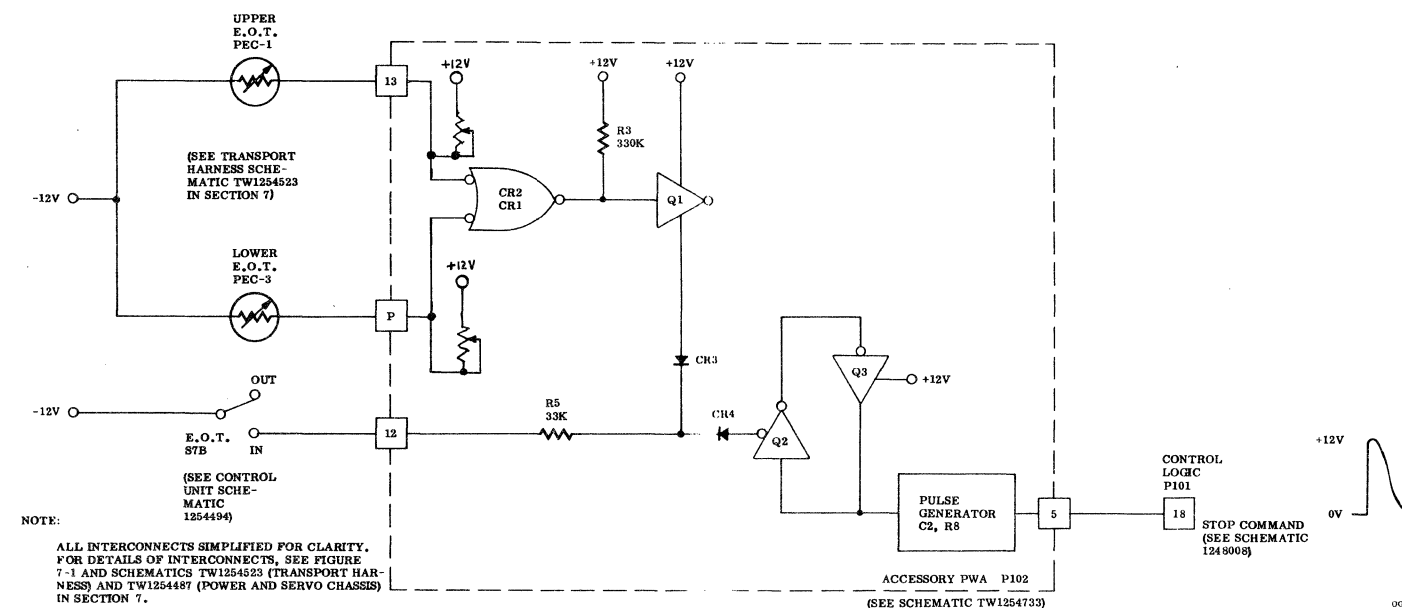 UPPER
E.O.T.
PEC-1
13
+12V
+12V
+12V
R3
330K
(SEE TRANSPORT
HARNESS SCHE-
MATIC TW1254523
IN SECTION 7)
-12V
CR2
CR1
Q1
LOWER
E.O.T.
PEC-3
P
+12V
CR3
Q3
+12V
OUT
-12V
E.O.T.
S7B
IN
12
R5
33K
CR4
Q2
(SEE CONTROL
UNIT SCHE-
MATIC
1254494)
PULSE
GENERATOR
C2, R8
5
CONTROL
LOGIC
P101
18
STOP COMMAND
(SEE SCHEMATIC
1248008)
+12V
0V
NOTE:
ALL INTERCONNECTS SIMPLIFIED FOR CLARITY.
FOR DETAILS OF INTERCONNECTS, SEE FIGURE
7-1 AND SCHEMATICS TW1254523 (TRANSPORT HAR-
NESS) AND TW1254487 (POWER AND SERVO CHASSIS)
IN SECTION 7.
ACCESSORY PWA P102
(SEE SCHEMATIC TW1254733)